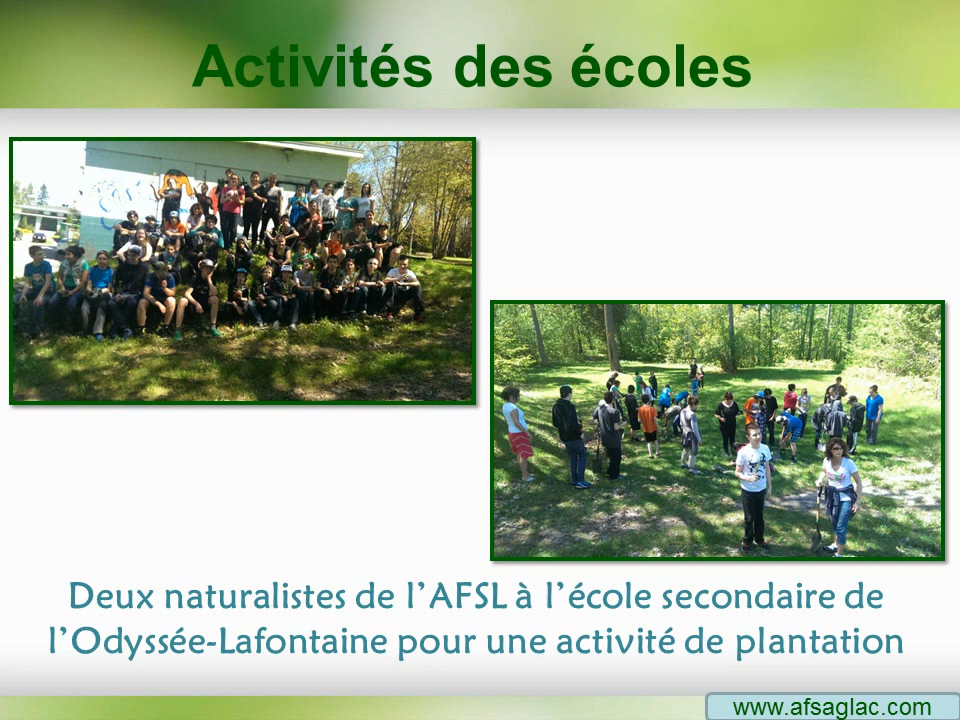 Activités des écoles
Deux naturalistes de l’AFSL à l’école secondaire de
l’Odyssée-Lafontaine pour une activité de plantation
www.afsaglac.com